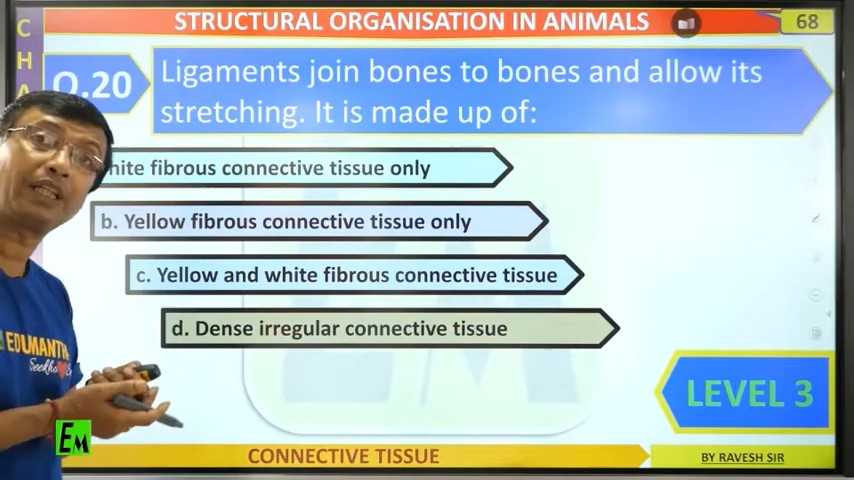 C
H
A
STRUCTURAL ORGANISATION IN ANIMALS
68
Q.20
Ligaments join bones to bones and allow its
stretching. It is made up of:
hite fibrous connective tissue only
b. Yellow fibrous connective tissue only
c. Yellow and white fibrous connective tissue
d. Dense irregular connective tissue
EDUMANTH
Seekho
LEVEL 3
EM
CONNECTIVE TISSUE
BY RAVESH SIR